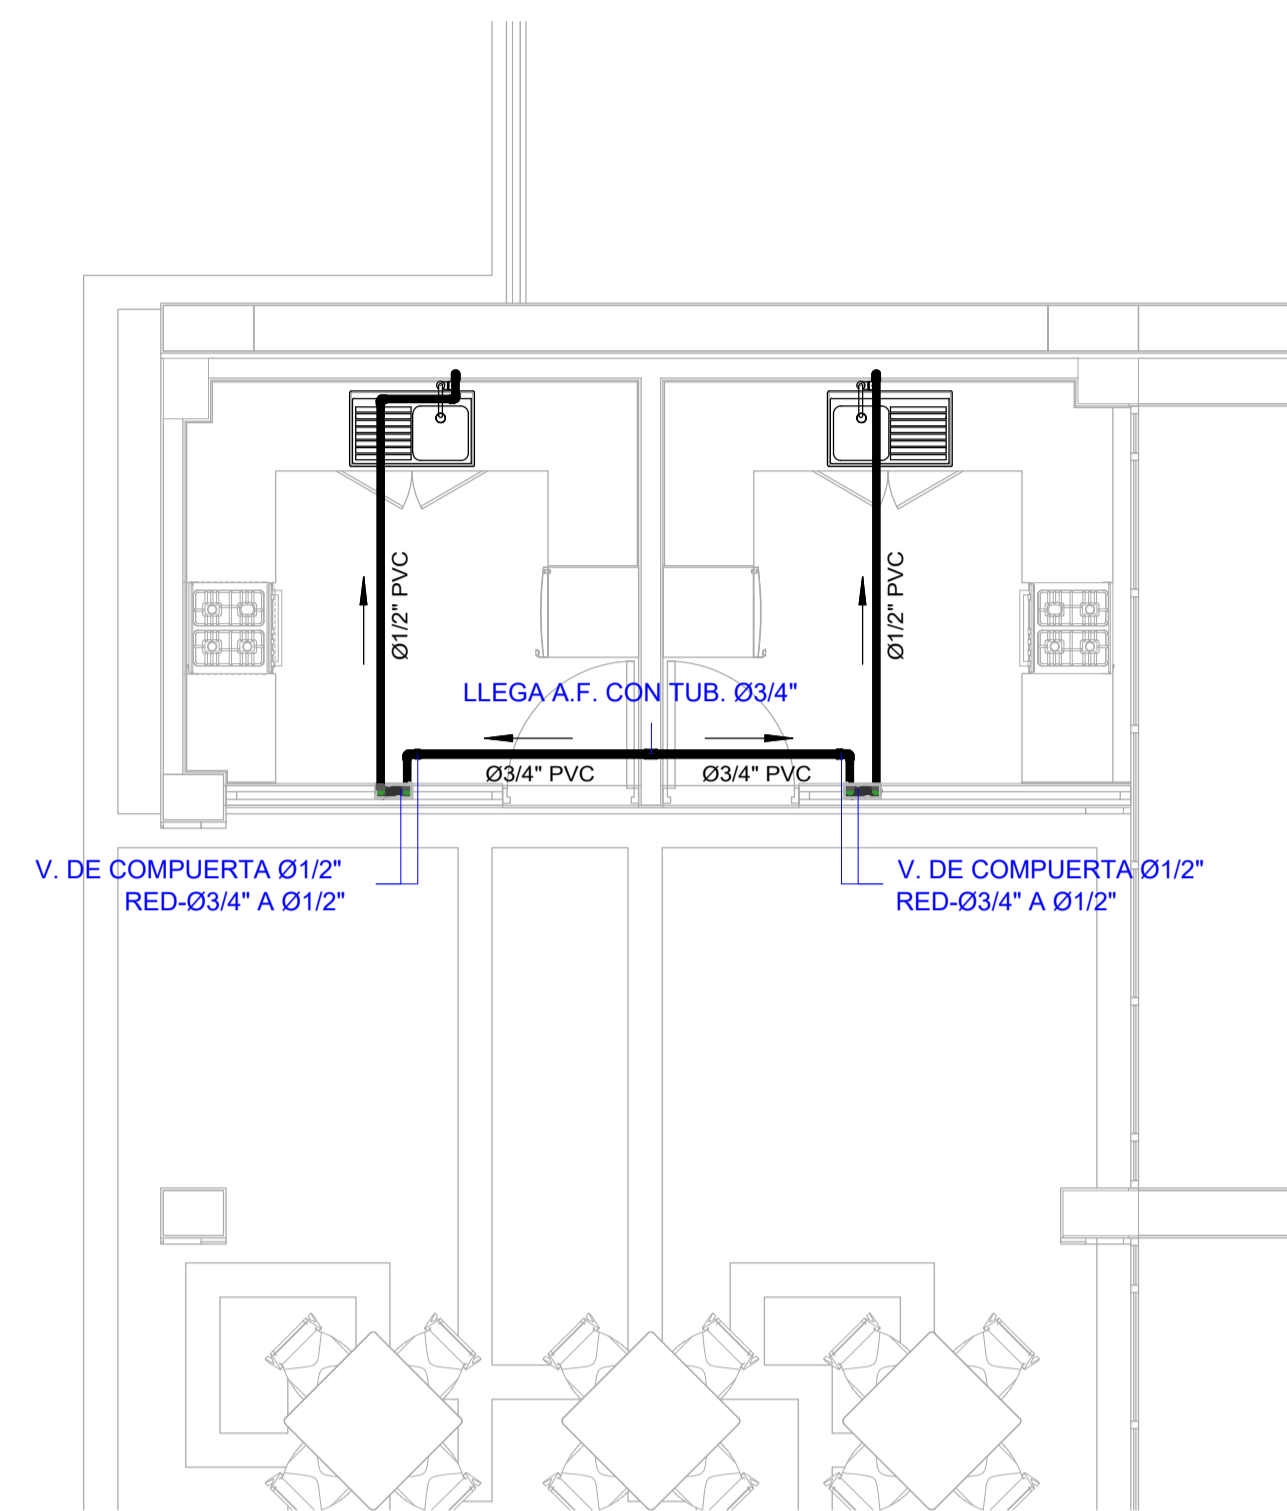 Ø1/2" PVC
Ø1/2" PVC
LLEGA A.F. CON TUB. Ø3/4"
Ø3/4" PVC
Ø3/4" PVC
V. DE COMPUERTA Ø1/2"
RED-Ø3/4" A Ø1/2"
V. DE COMPUERTA Ø1/2"
RED-Ø3/4" A Ø1/2"